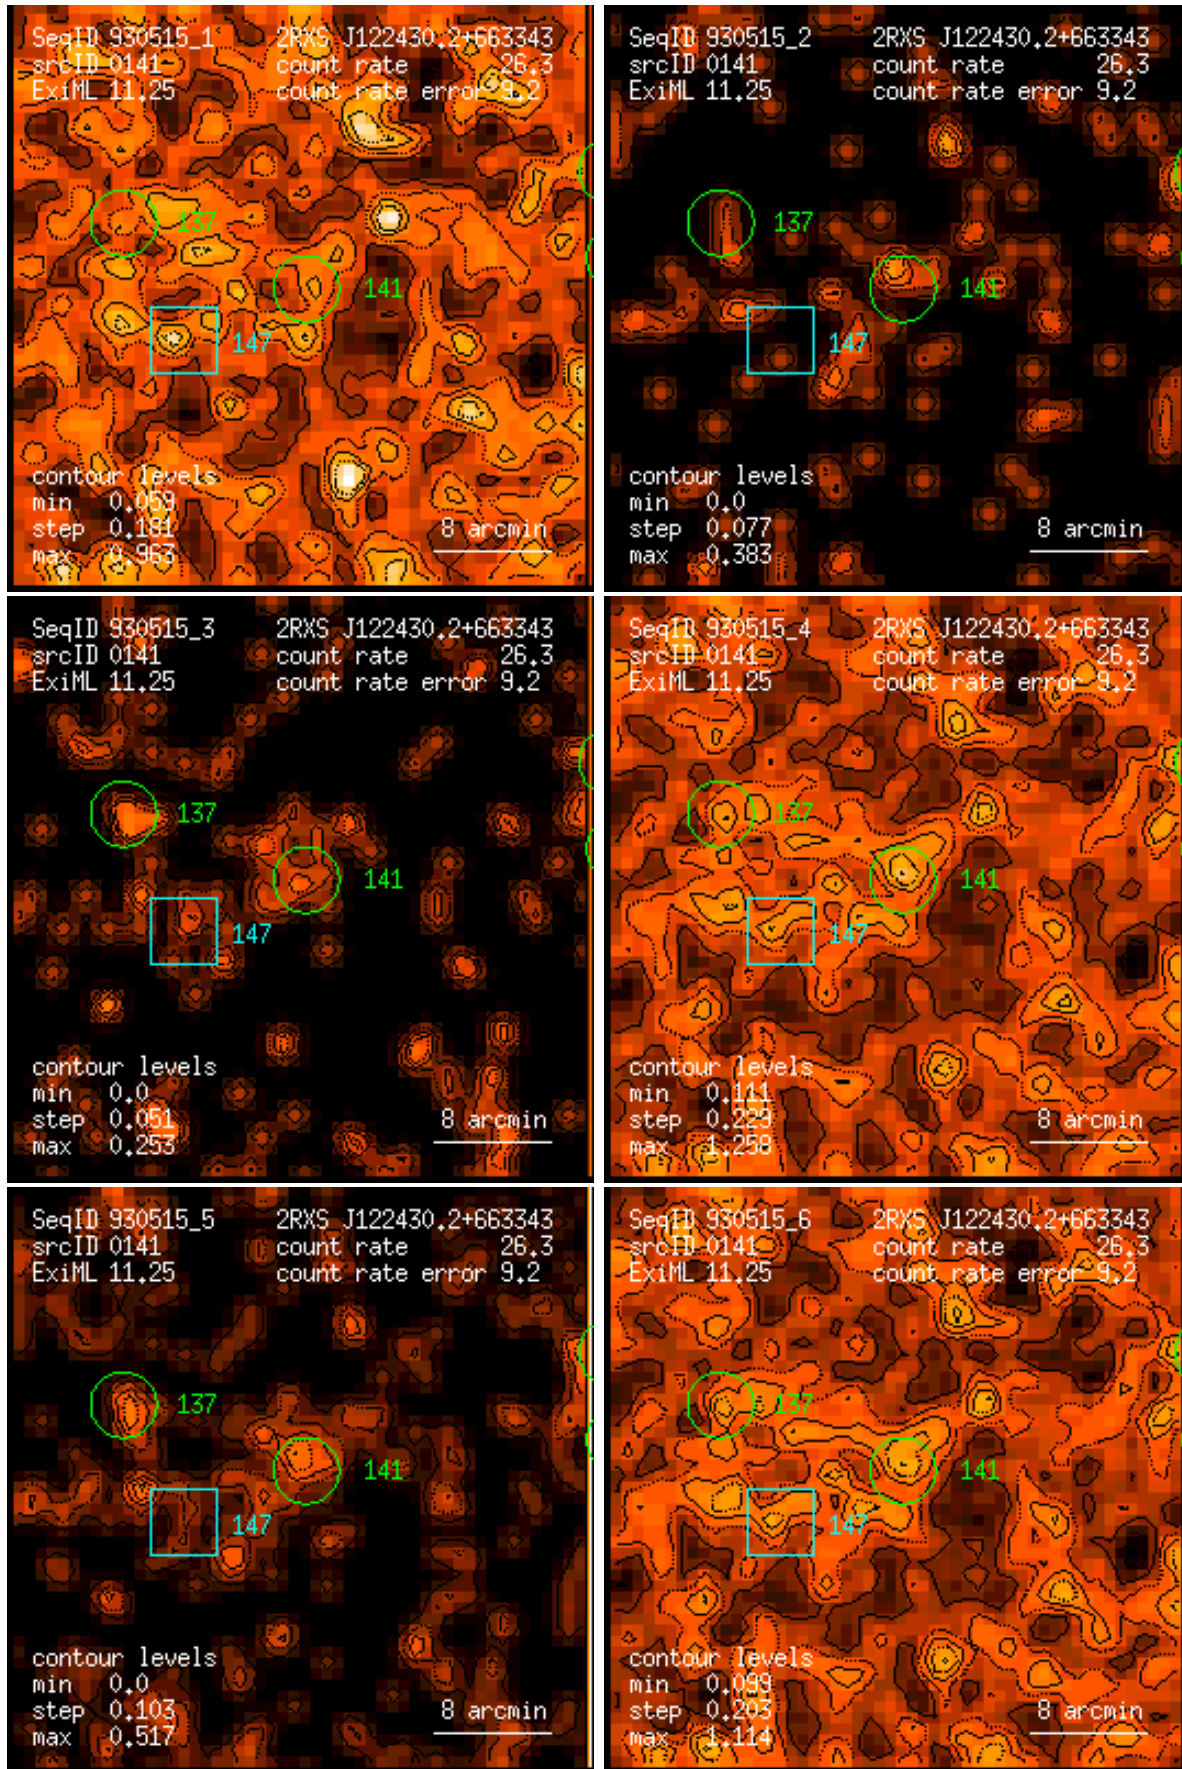 SeqID 930515_1 2RXS J122430.2+663343
srcID 0141 count rate 26.3
ExiML 11.25 count rate error 9.2
137
141
147
contour levels
min 0.059
step 0.181
max 0.963
8 arcmin
SeqID 930515_2 2RXS J122430.2+663343
srcID 0141 count rate 26.3
ExiML 11.25 count rate error 9.2
137
141
147
contour levels
min 0.0
step 0.077
max 0.383
8 arcmin
SeqID 930515_3 2RXS J122430.2+663343
srcID 0141 count rate 26.3
ExiML 11.25 count rate error 9.2
137
141
147
contour levels
min 0.0
step 0.051
max 0.253
8 arcmin
SeqID 930515_4 2RXS J122430.2+663343
srcID 0141 count rate 26.3
ExiML 11.25 count rate error 9.2
137
141
147
contour levels
min 0.111
step 0.229
max 1.258
8 arcmin
SeqID 930515_5 2RXS J122430.2+663343
srcID 0141 count rate 26.3
ExiML 11.25 count rate error 9.2
137
141
147
contour levels
min 0.0
step 0.103
max 0.517
8 arcmin
SeqID 930515_6 2RXS J122430.2+663343
srcID 0141 count rate 26.3
ExiML 11.25 count rate error 9.2
137
141
147
contour levels
min 0.099
step 0.203
max 1.114
8 arcmin